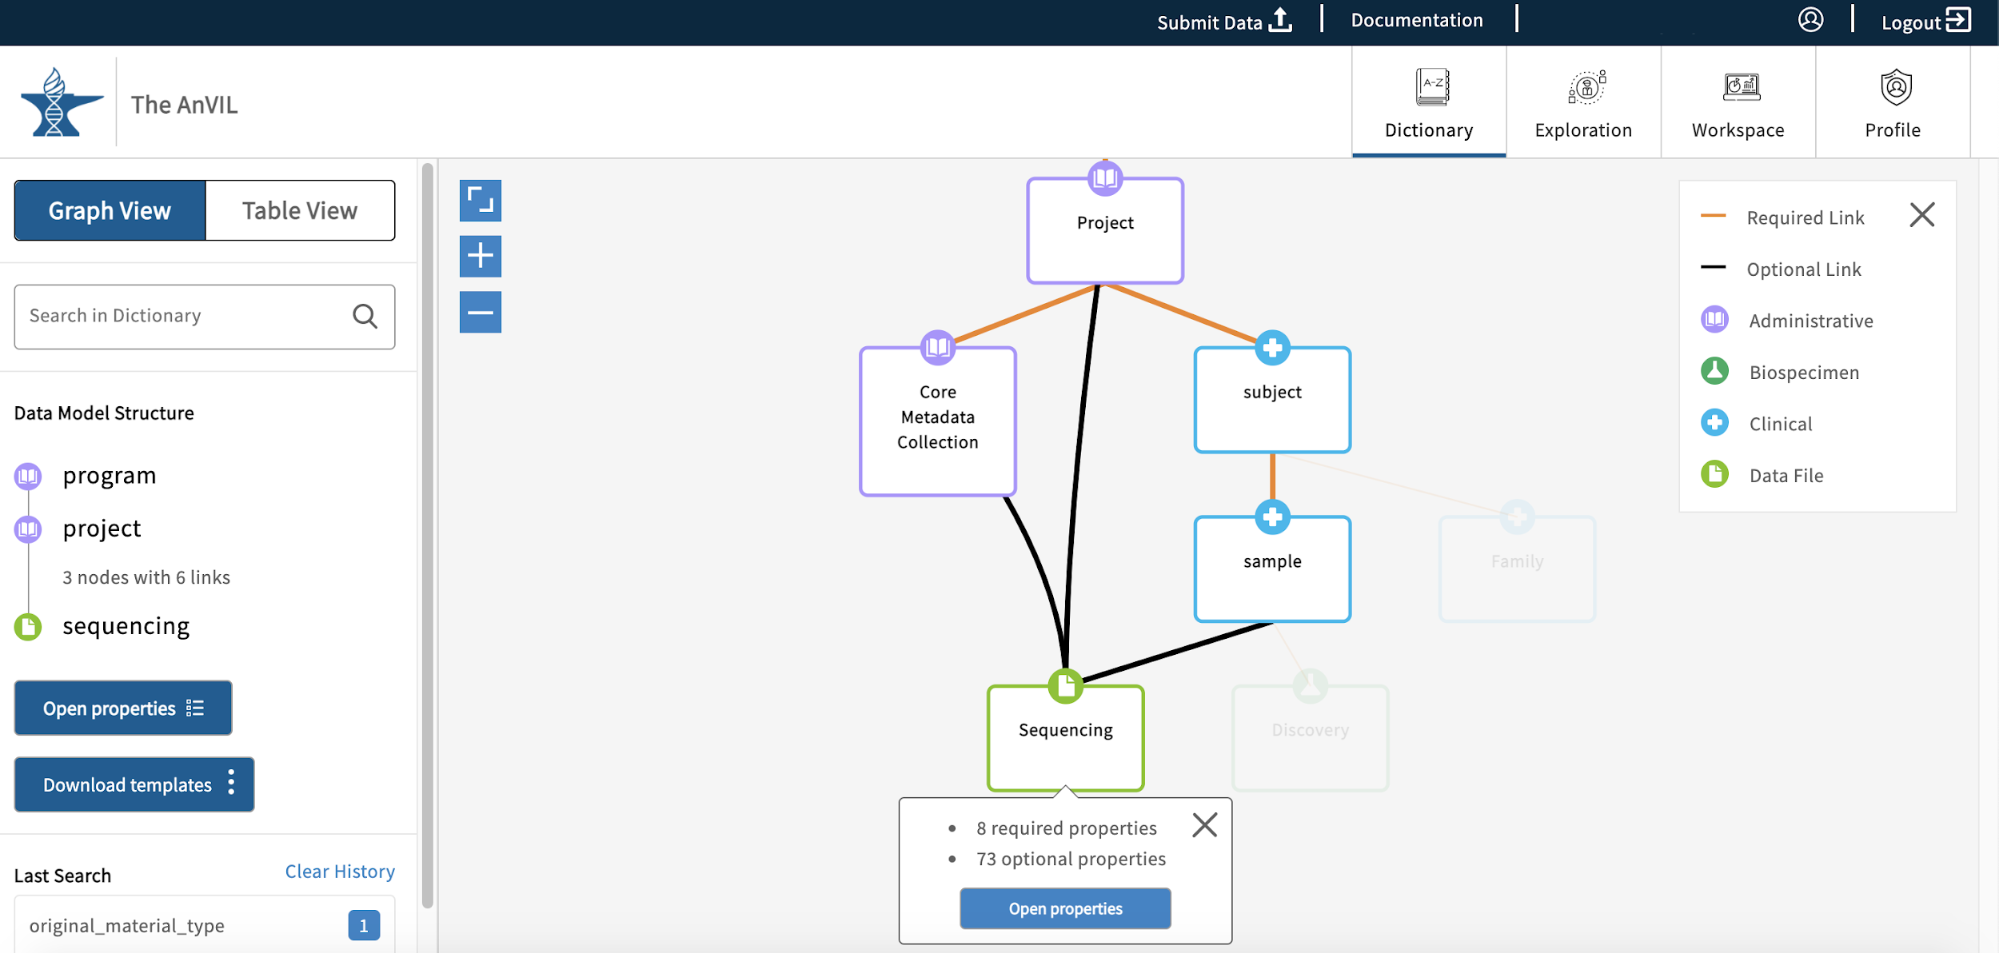 Submit Data
Documentation
Logout
The AnVIL
A-Z
Dictionary
Exploration
Workspace
Profile
Graph View
Table View
Search in Dictionary
Data Model Structure
program
project
3 nodes with 6 links
sequencing
Open properties
Download templates
Last Search
Clear History
original_material_type
1
Project
Core
Metadata
Collection
subject
sample
Family
Sequencing
Discovery
8 required properties
73 optional properties
Open properties
Required Link
Optional Link
Administrative
Biospecimen
Clinical
Data File